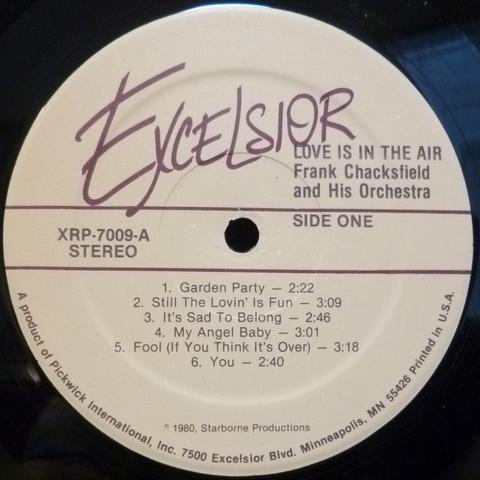 EXCELSIOR
LOVE IS IN THE AIR
Frank Chacksfield
and His Orchestra
SIDE ONE
XRP-7009-A
STEREO
1. Garden Party — 2:22
2. Still The Lovin' Is Fun — 3:09
3. It's Sad To Belong — 2:46
4. My Angel Baby — 3:01
5. Fool (If You Think It's Over) — 3:18
6. You — 2:40
℗ 1980, Starborne Productions
A product of Pickwick International, Inc. 7500 Excelsior Blvd. Minneapolis, MN 55426 Printed in U.S.A.